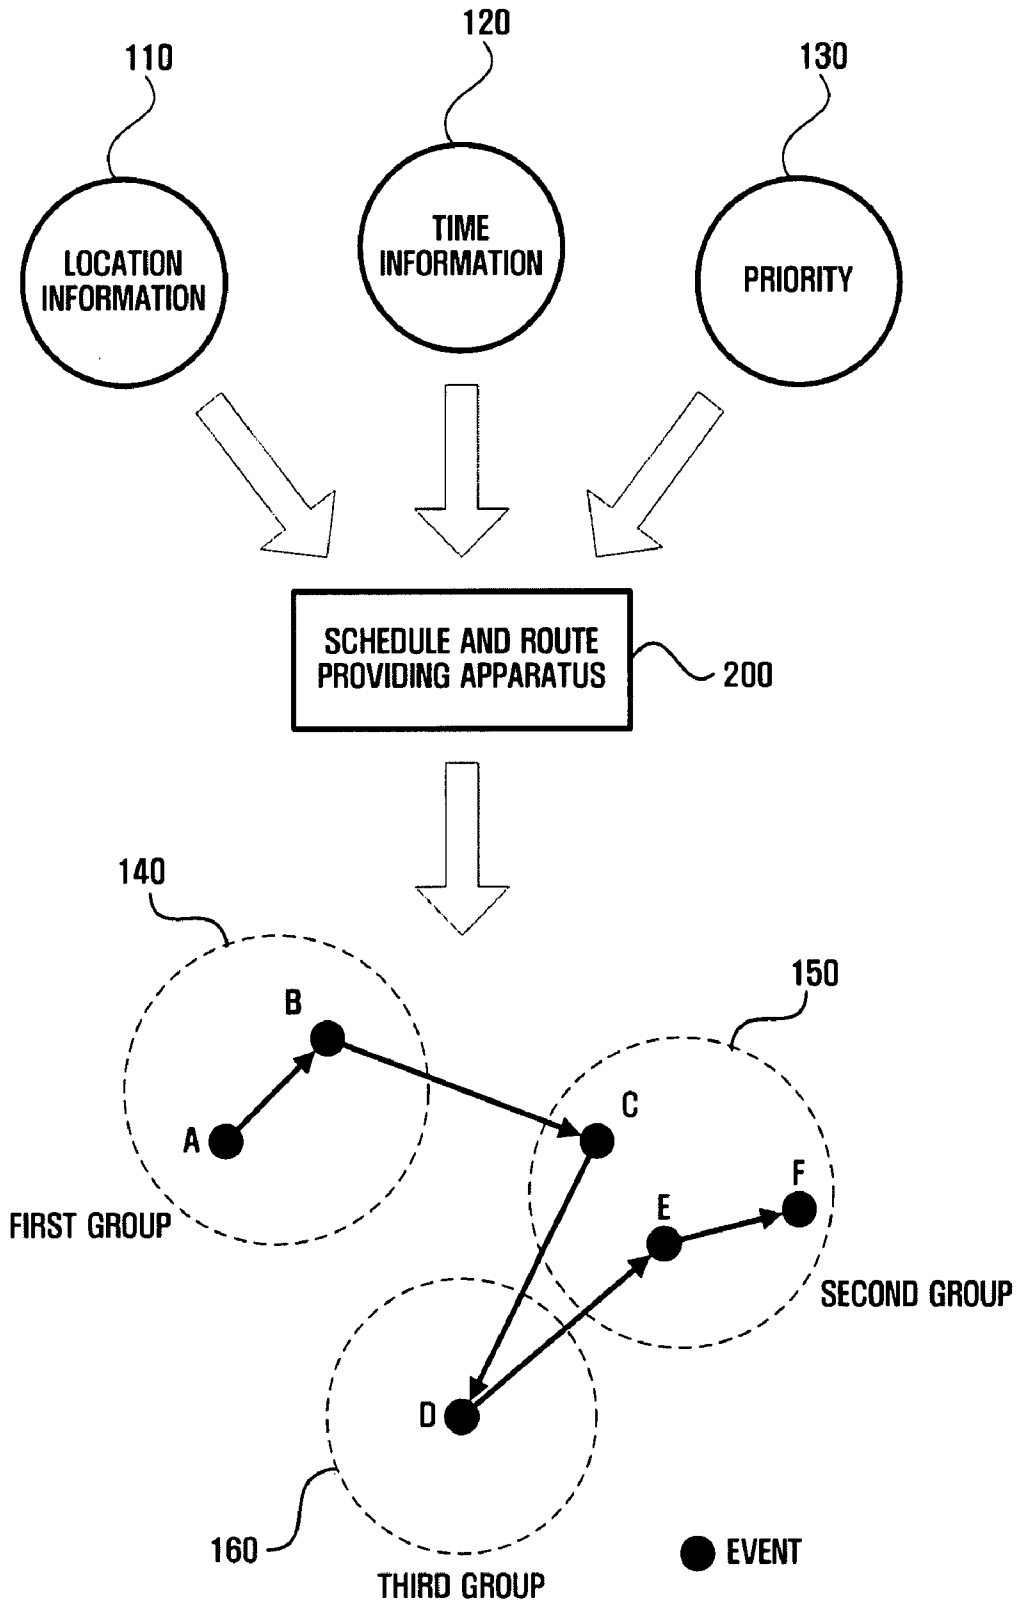 110
120
130
LOCATION
INFORMATION
TIME
INFORMATION
PRIORITY
SCHEDULE AND ROUTE
PROVIDING APPARATUS
200
140
150
B
C
A
F
E
FIRST GROUP
SECOND GROUP
D
160
EVENT
THIRD GROUP